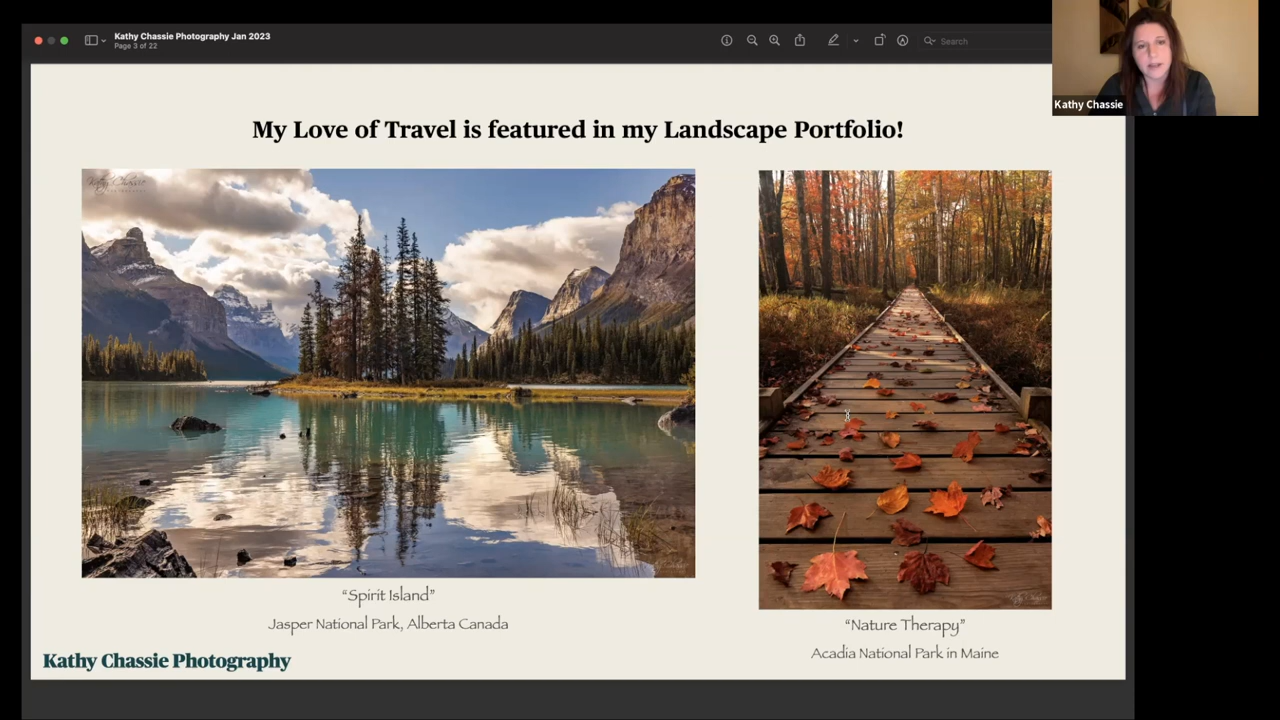 Kathy Chassie Photography Jan 2023
Page 3 of 22
Search
Kathy Chassie
My Love of Travel is featured in my Landscape Portfolio!
Kathy Chassie
“Spirit Island”
Jasper National Park, Alberta Canada
“Nature Therapy”
Acadia National Park in Maine
Kathy Chassie Photography